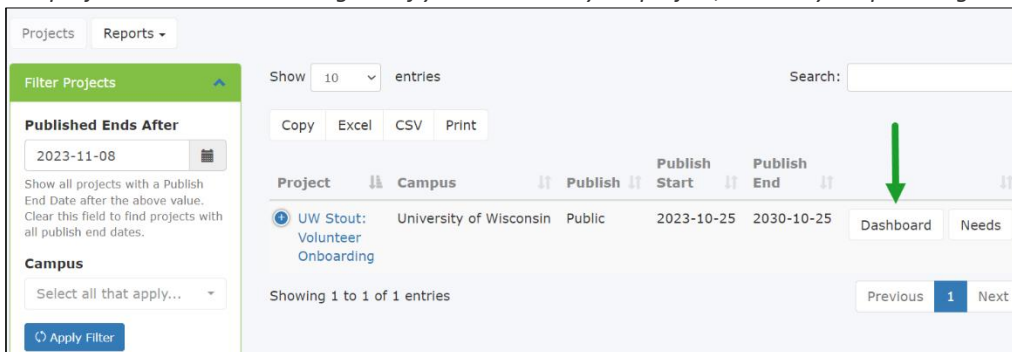 Projects Reports
Filter Projects
Published Ends After
2023-11-08
Show all projects with a Publish
End Date after the above value.
Clear this field to find projects with
all publish end dates.
Campus
Select all that apply...
Apply Filter
Show 10 entries
Search:
Copy Excel CSV Print
Project Campus Publish Publish Start Publish End
UW Stout: Volunteer Onboarding University of Wisconsin Public 2023-10-25 2030-10-25 Dashboard Needs
Showing 1 to 1 of 1 entries
Previous 1 Next